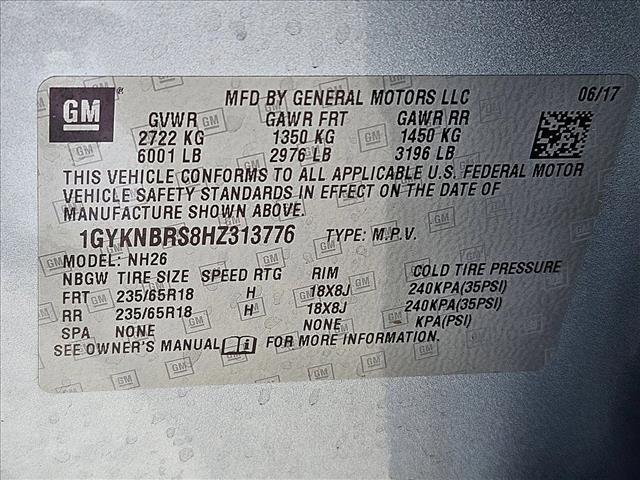 GM
MFD BY GENERAL MOTORS LLC 06/17
GVWR GAWR FRT GAWR RR
2722 KG 1350 KG 1450 KG
6001 LB 2976 LB 3196 LB
THIS VEHICLE CONFORMS TO ALL APPLICABLE U.S. FEDERAL MOTOR
VEHICLE SAFETY STANDARDS IN EFFECT ON THE DATE OF
MANUFACTURE SHOWN ABOVE.
1GYKNBRS8HZ313776 TYPE: M.P.V.
MODEL: NH26
NBGW TIRE SIZE SPEED RTG RIM COLD TIRE PRESSURE
FRT 235/65R18 H 18X8J 240KPA(35PSI)
RR 235/65R18 H 18X8J 240KPA(35PSI)
SPA NONE NONE KPA(PSI)
SEE OWNER'S MANUAL FOR MORE INFORMATION.